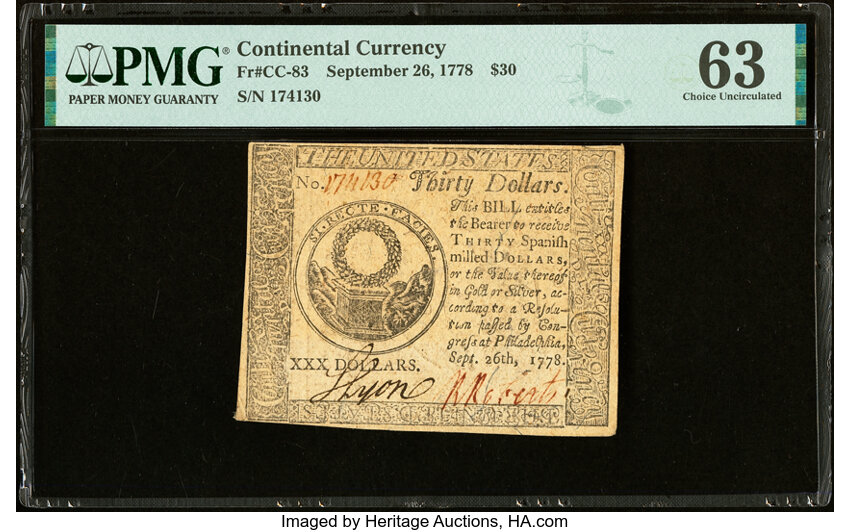 PMG®
PAPER MONEY GUARANTY
Continental Currency
Fr#CC-83 September 26, 1778 $30
S/N 174130
63
Choice Uncirculated
THE UNITED STATES
No. 174130 Thirty Dollars.
SI·RECTE·FACIES.
This BILL entitles
the Bearer to receive
THIRTY Spanish
milled DOLLARS,
or the Value thereof
in Gold or Silver, ac-
cording to a Resolu-
tion passed by Con-
gress at Philadelphia,
Sept. 26th, 1778.
XXX DOLLARS.
S Lyon
R Roberts
Imaged by Heritage Auctions, HA.com